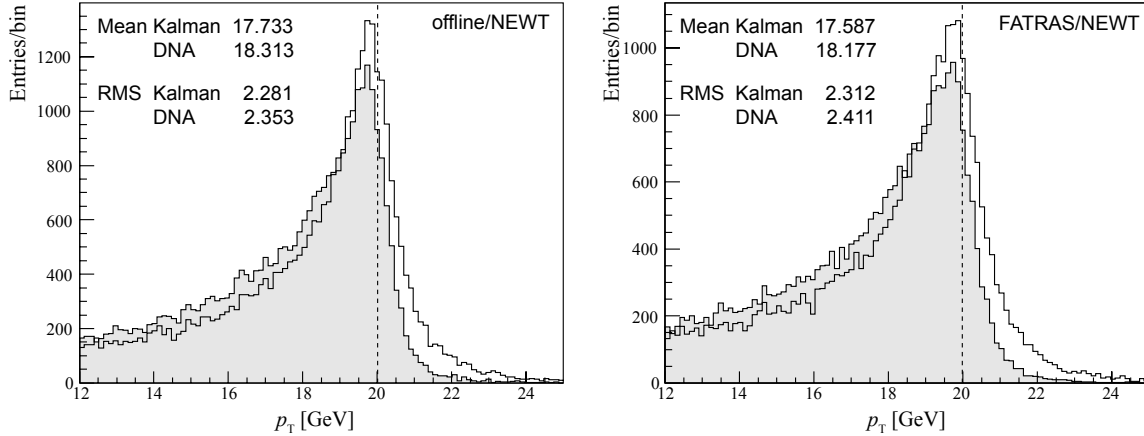 offline/NEWT
Mean Kalman 17.733
DNA 18.313
RMS Kalman 2.281
DNA 2.353
Entries/bin
1200
1000
800
600
400
200
0
12 14 16 18 20 22 24
pT [GeV]
FATRAS/NEWT
Mean Kalman 17.587
DNA 18.177
RMS Kalman 2.312
DNA 2.411
Entries/bin
1000
800
600
400
200
0
12 14 16 18 20 22 24
pT [GeV]